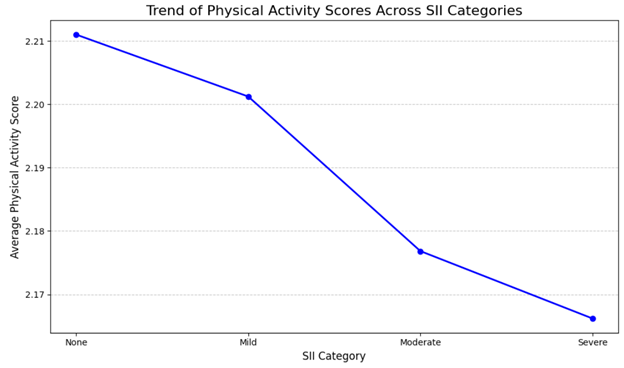 Trend of Physical Activity Scores Across SII Categories
Average Physical Activity Score
2.21
2.20
2.19
2.18
2.17
None Mild Moderate Severe
SII Category